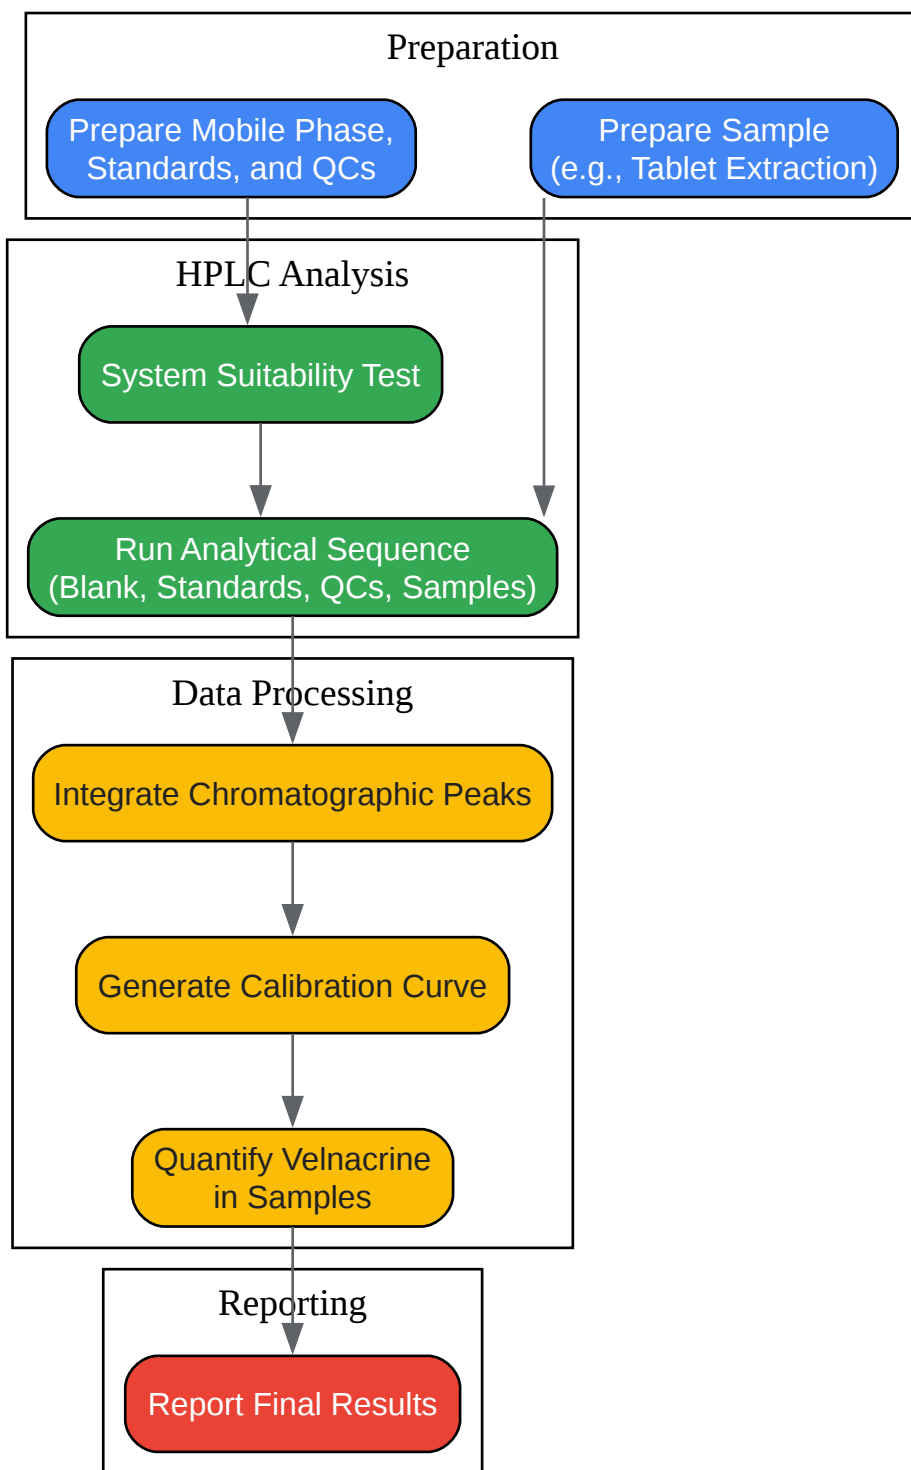 Preparation
Prepare Mobile Phase,
Standards, and QCs
Prepare Sample
(e.g., Tablet Extraction)
HPLC Analysis
System Suitability Test
Run Analytical Sequence
(Blank, Standards, QCs, Samples)
Data Processing
Integrate Chromatographic Peaks
Generate Calibration Curve
Quantify Velnacrine
in Samples
Reporting
Report Final Results